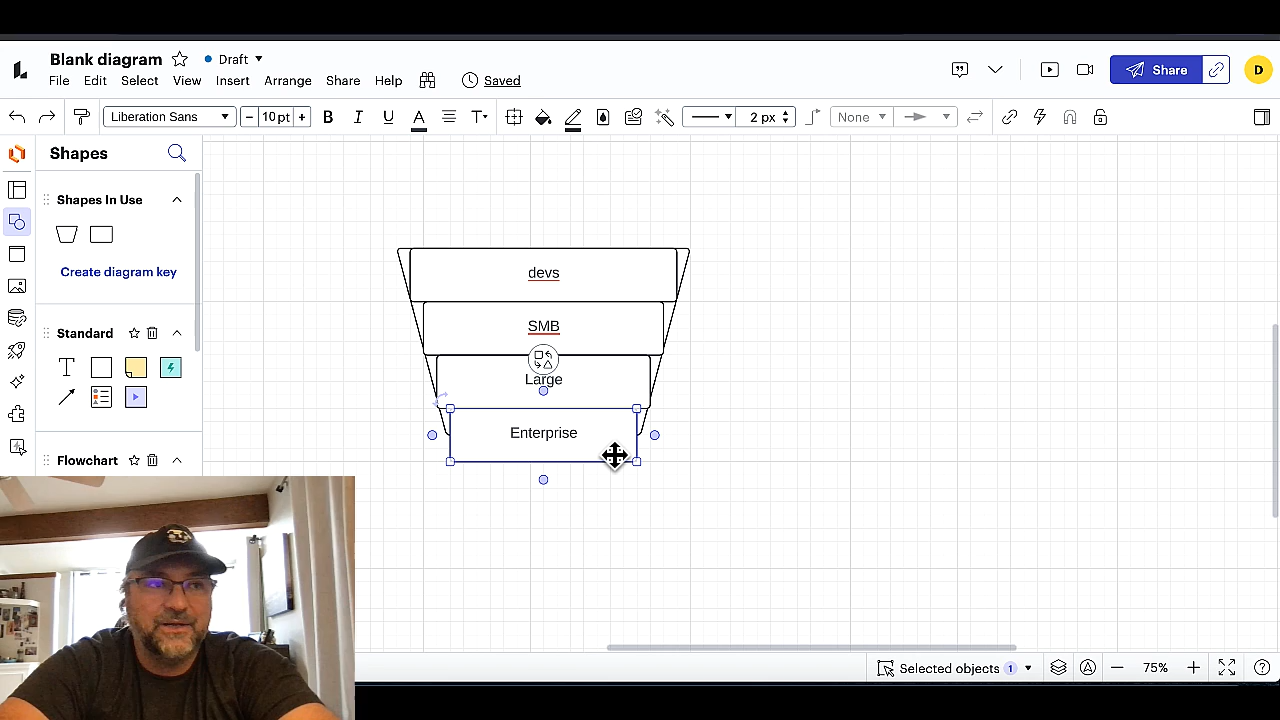 Blank diagram
Draft
File Edit Select View Insert Arrange Share Help
Saved
Share
D
Liberation Sans
− 10 pt +
B I U A T
2 px
None
Shapes
Shapes In Use
Create diagram key
Standard
T
Flowchart
devs
SMB
Large
Enterprise
Selected objects 1
75%